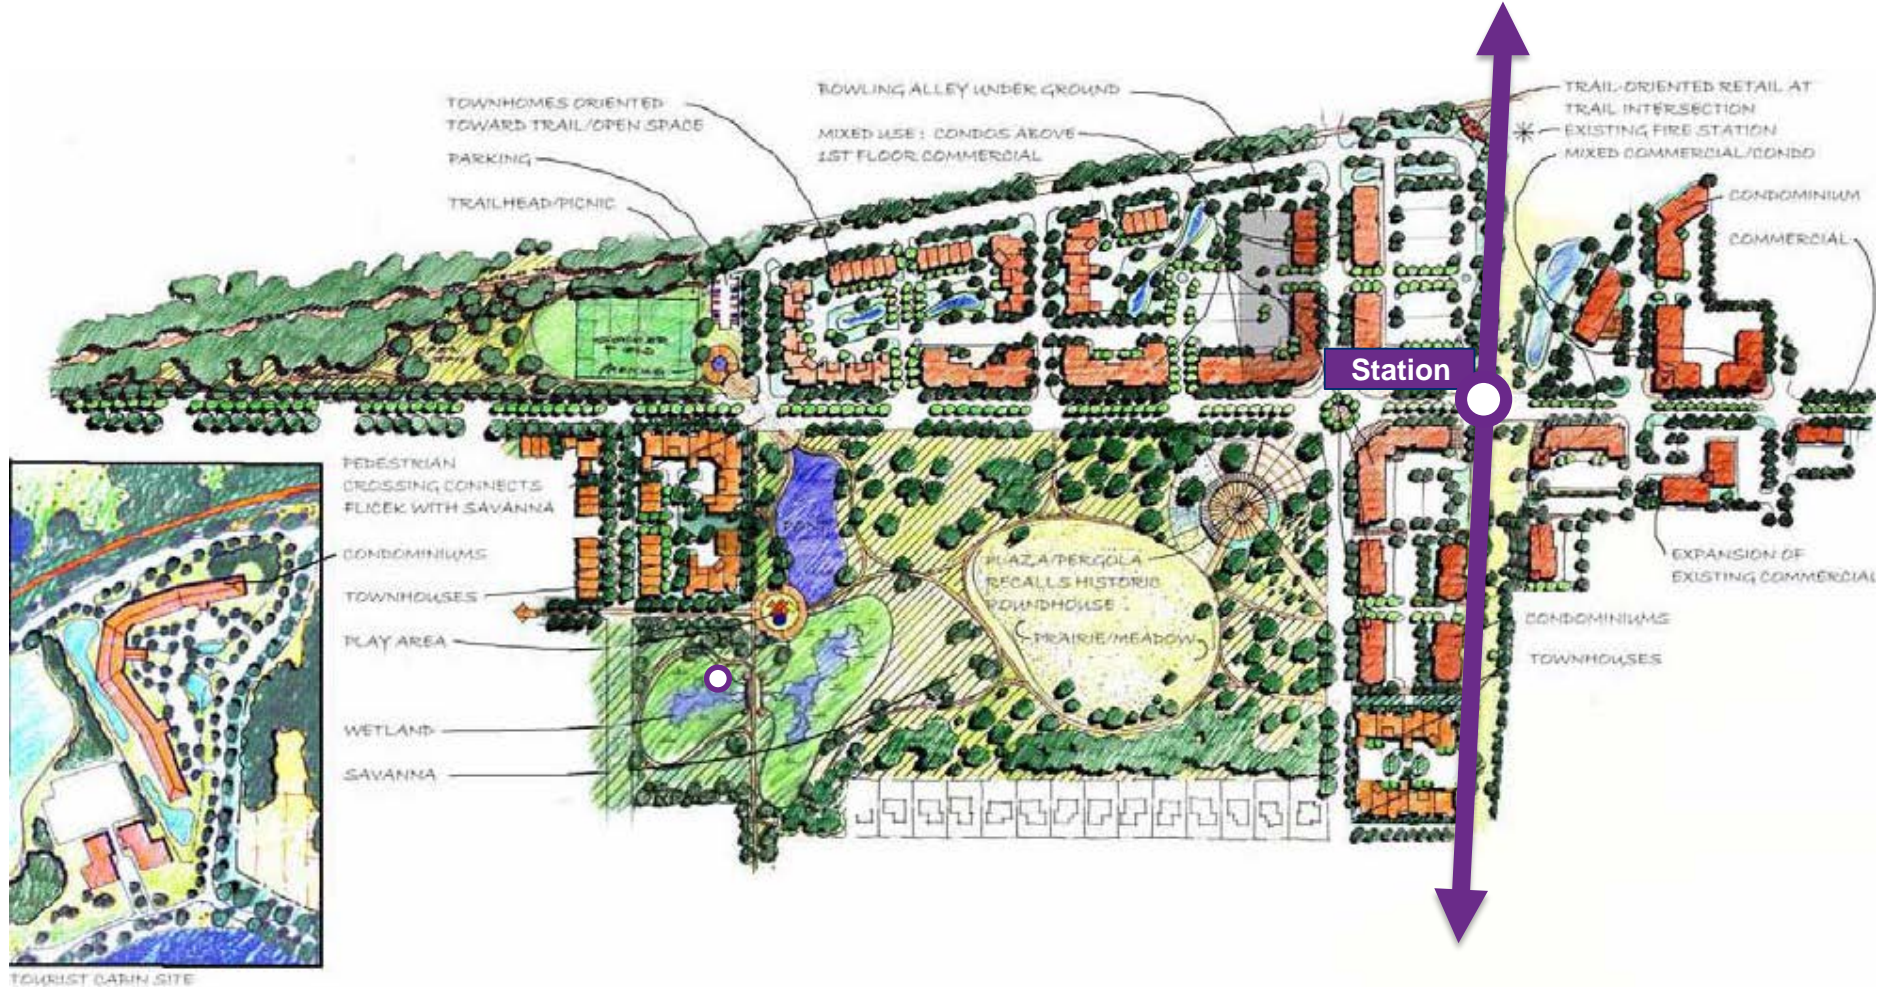 TOWNHOMES ORIENTED
TOWARD TRAIL/OPEN SPACE
PARKING
TRAILHEAD/PICNIC
BOWLING ALLEY UNDER GROUND
MIXED USE: CONDOS ABOVE
1ST FLOOR COMMERCIAL
TRAIL-ORIENTED RETAIL AT
TRAIL INTERSECTION
EXISTING FIRE STATION
MIXED COMMERCIAL/CONDO
CONDOMINIUM
COMMERCIAL
Station
PEDESTRIAN
CROSSING CONNECTS
FLICEK WITH SAVANNA
CONDOMINIUMS
TOWNHOUSES
PLAY AREA
WETLAND
SAVANNA
POND
PLAZA/PERGOLA
RECALLS HISTORIC
ROUNDHOUSE
PRAIRIE/MEADOW
EXPANSION OF
EXISTING COMMERCIAL
CONDOMINIUMS
TOWNHOUSES
TOURIST CABIN SITE